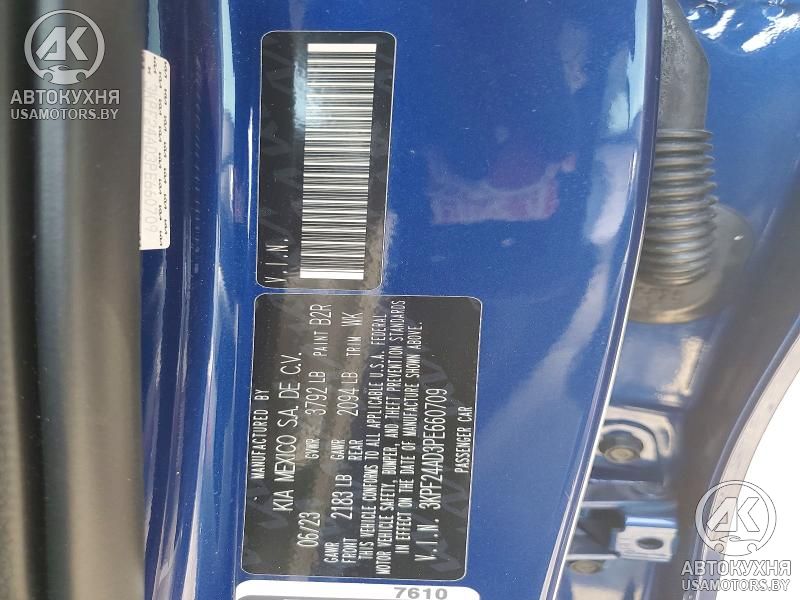 AK
АВТОКУХНЯ
USAMOTORS.BY
V.I.N.
MANUFACTURED BY
KIA MEXICO S.A. DE C.V.
06/23 GVWR 3792 LB PAINT B2R
GAWR FRONT 2183 LB GAWR REAR 2094 LB TRIM WK
THIS VEHICLE CONFORMS TO ALL APPLICABLE U.S.A. FEDERAL
MOTOR VEHICLE SAFETY, BUMPER, AND THEFT PREVENTION STANDARDS
IN EFFECT ON THE DATE OF MANUFACTURE SHOWN ABOVE.
V.I.N. 3KPF24AD3PE660709
PASSENGER CAR
7610
AK
АВТОКУХНЯ
USAMOTORS.BY